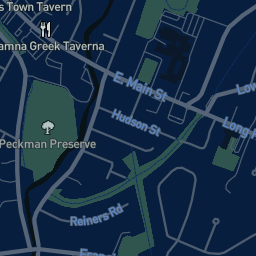 s Town Tavern
amna Greek Taverna
E. Main St
Hudson St
Peckman Preserve
Reiners Rd